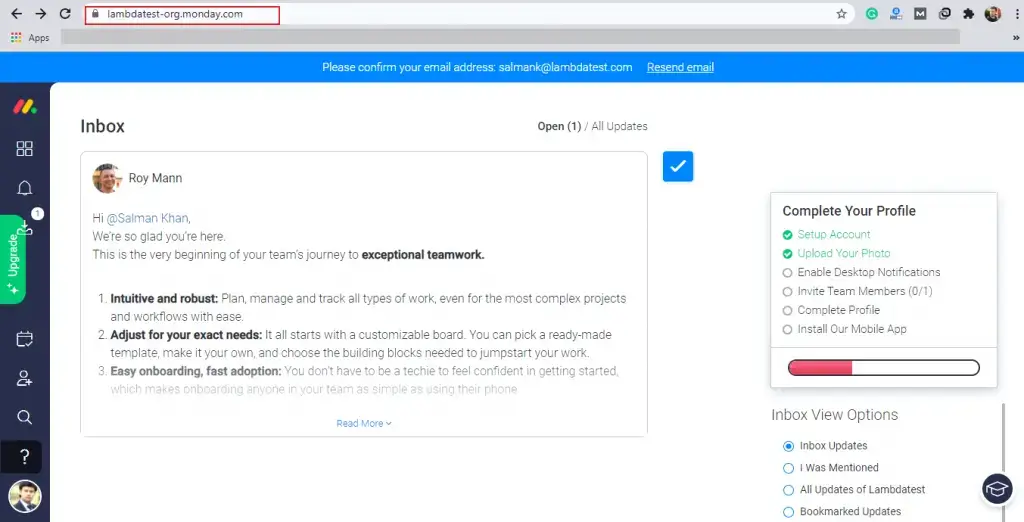 lambdatest-org.monday.com
Apps
»
Please confirm your email address: salmank@lambdatest.com Resend email
Inbox
Open (1) / All Updates
Roy Mann
Hi @Salman Khan,
We're so glad you're here.
This is the very beginning of your team's journey to exceptional teamwork.
1. Intuitive and robust: Plan, manage and track all types of work, even for the most complex projects
and workflows with ease.
2. Adjust for your exact needs: It all starts with a customizable board. You can pick a ready-made
template, make it your own, and choose the building blocks needed to jumpstart your work.
3. Easy onboarding, fast adoption: You don't have to be a techie to feel confident in getting started,
which makes onboarding anyone in your team as simple as using their phone
Read More
1
Upgrade
?
Complete Your Profile
Setup Account
Upload Your Photo
Enable Desktop Notifications
Invite Team Members (0/1)
Complete Profile
Install Our Mobile App
Inbox View Options
Inbox Updates
I Was Mentioned
All Updates of Lambdatest
Bookmarked Updates